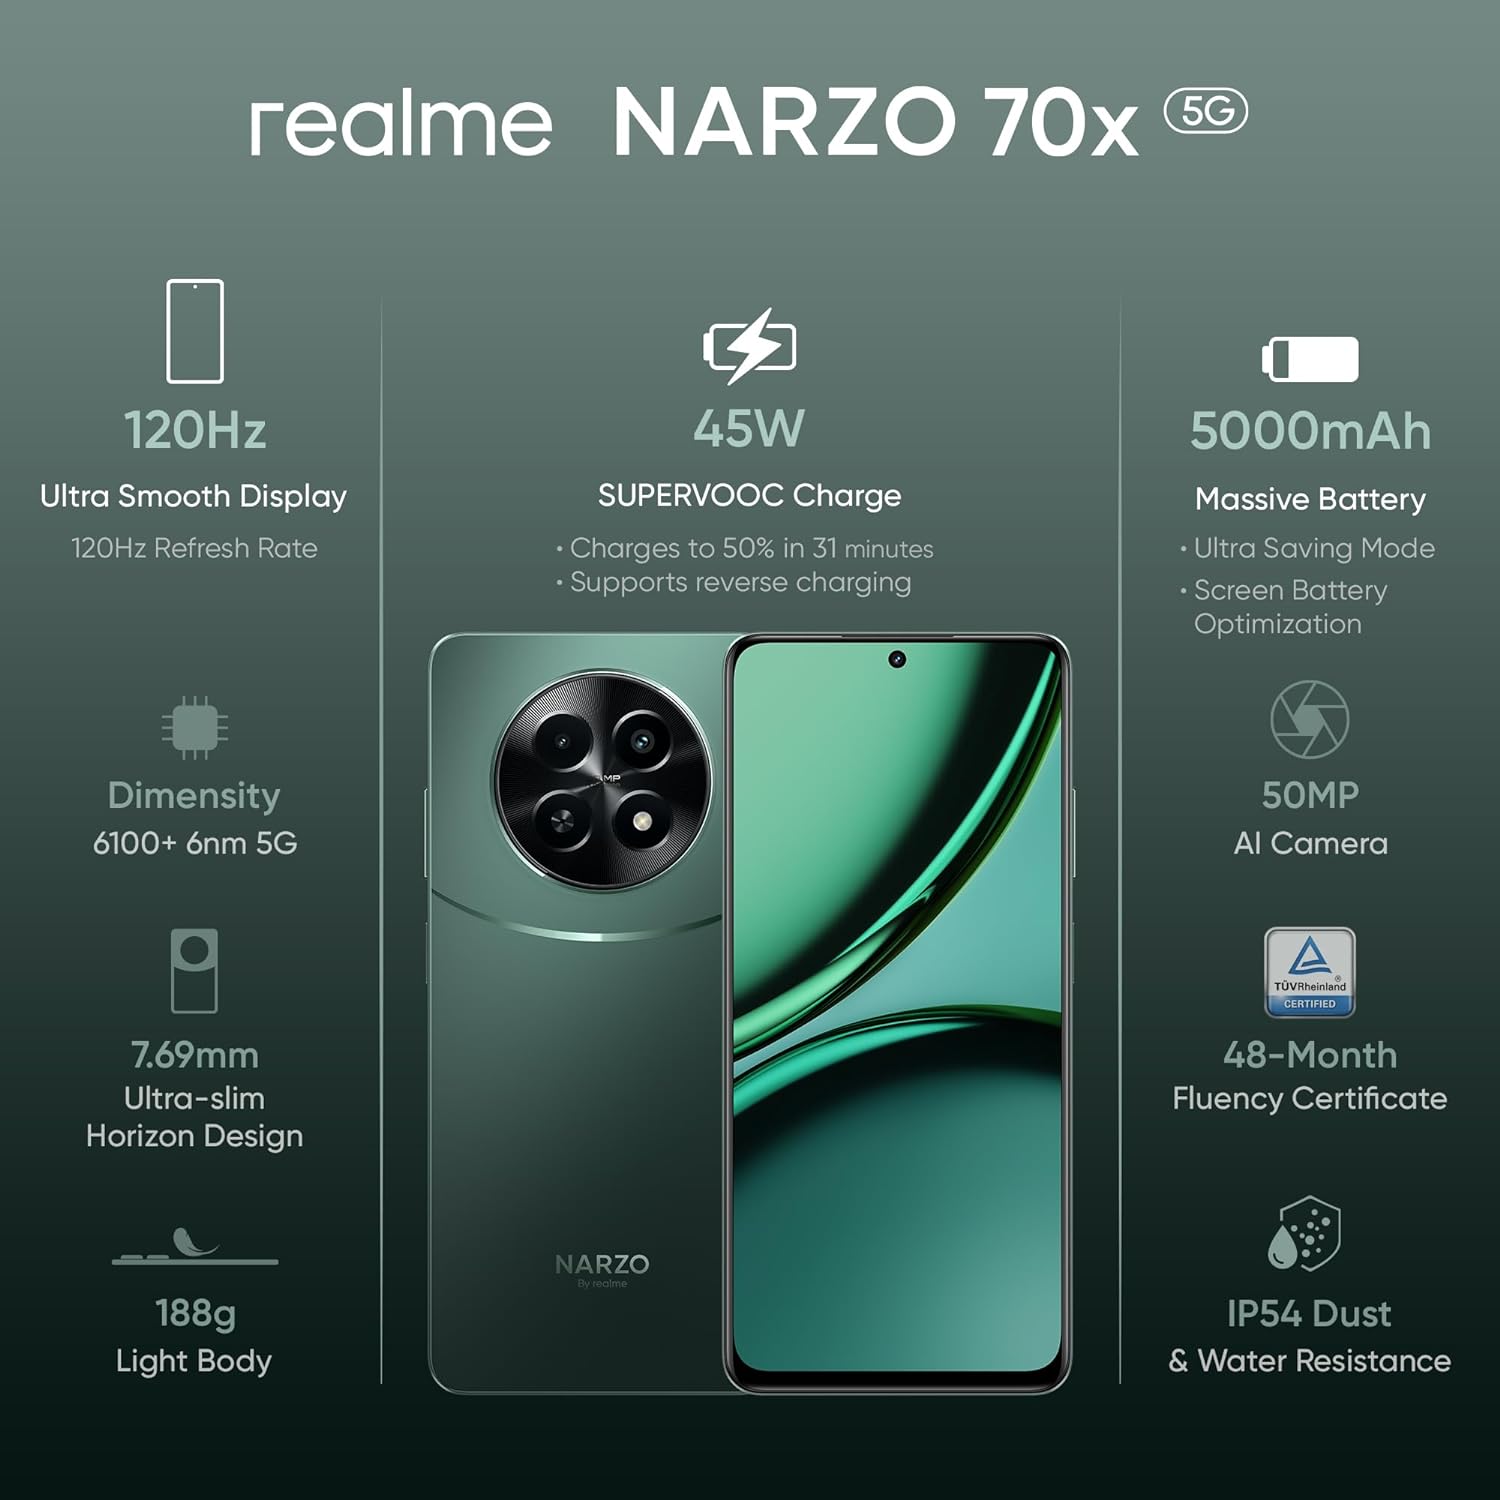 realme NARZO 70x 5G
120Hz
Ultra Smooth Display
120Hz Refresh Rate
45W
SUPERVOOC Charge
• Charges to 50% in 31 minutes
• Supports reverse charging
5000mAh
Massive Battery
• Ultra Saving Mode
• Screen Battery
Optimization
Dimensity
6100+ 6nm 5G
7.69mm
Ultra-slim
Horizon Design
188g
Light Body
MP
NARZO
By realme
50MP
AI Camera
TÜVRheinland®
CERTIFIED
48-Month
Fluency Certificate
IP54 Dust
& Water Resistance